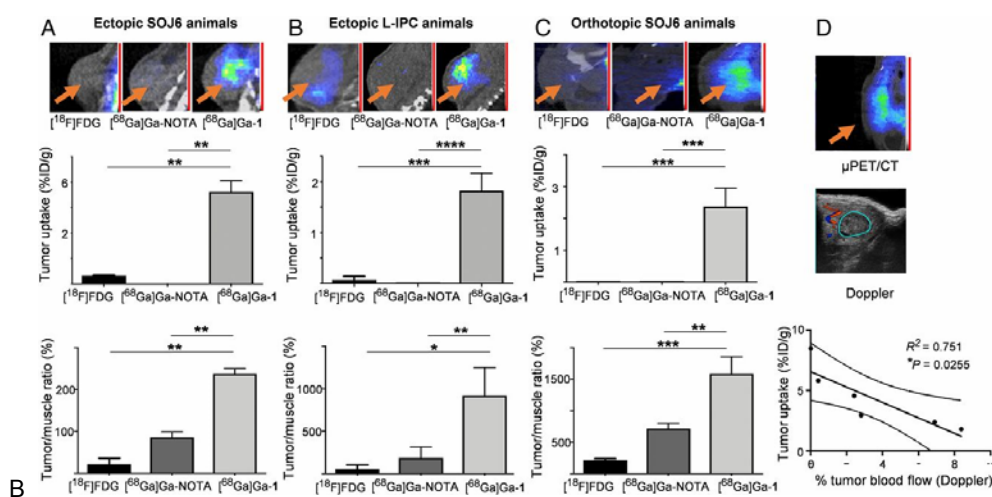 A Ectopic SOJ6 animals
B Ectopic L-IPC animals
C Orthotopic SOJ6 animals
D
[18F]FDG [68Ga]Ga-NOTA [68Ga]Ga-1
[18F]FDG [68Ga]Ga-NOTA [68Ga]Ga-1
[18F]FDG [68Ga]Ga-NOTA [68Ga]Ga-1
µPET/CT
Doppler
Tumor uptake (%ID/g)
6
2
**
**
[18F]FDG [68Ga]Ga-NOTA [68Ga]Ga-1
Tumor uptake (%ID/g)
2
1
0
****
***
[18F]FDG [68Ga]Ga-NOTA [68Ga]Ga-1
Tumor uptake (%ID/g)
3
1
***
***
[18F]FDG [68Ga]Ga-NOTA [68Ga]Ga-1
Tumor/muscle ratio (%)
200
100
**
**
[18F]FDG [68Ga]Ga-NOTA [68Ga]Ga-1
Tumor/muscle ratio (%)
1000
500
**
*
[18F]FDG [68Ga]Ga-NOTA [68Ga]Ga-1
Tumor/muscle ratio (%)
1500
500
**
***
[18F]FDG [68Ga]Ga-NOTA [68Ga]Ga-1
Tumor uptake (%ID/g)
10
5
0
R² = 0.751
*P = 0.0255
0 8
% tumor blood flow (Doppler)
B